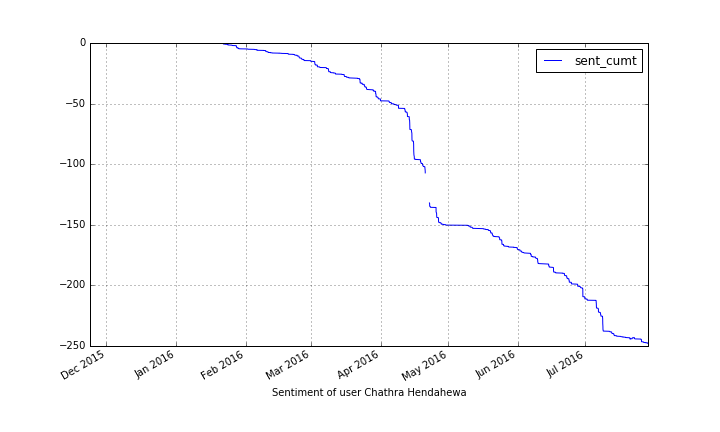 sent_cumt
0
−50
−100
−150
−200
−250
Dec 2015
Jan 2016
Feb 2016
Mar 2016
Apr 2016
May 2016
Jun 2016
Jul 2016
Sentiment of user Chathra Hendahewa